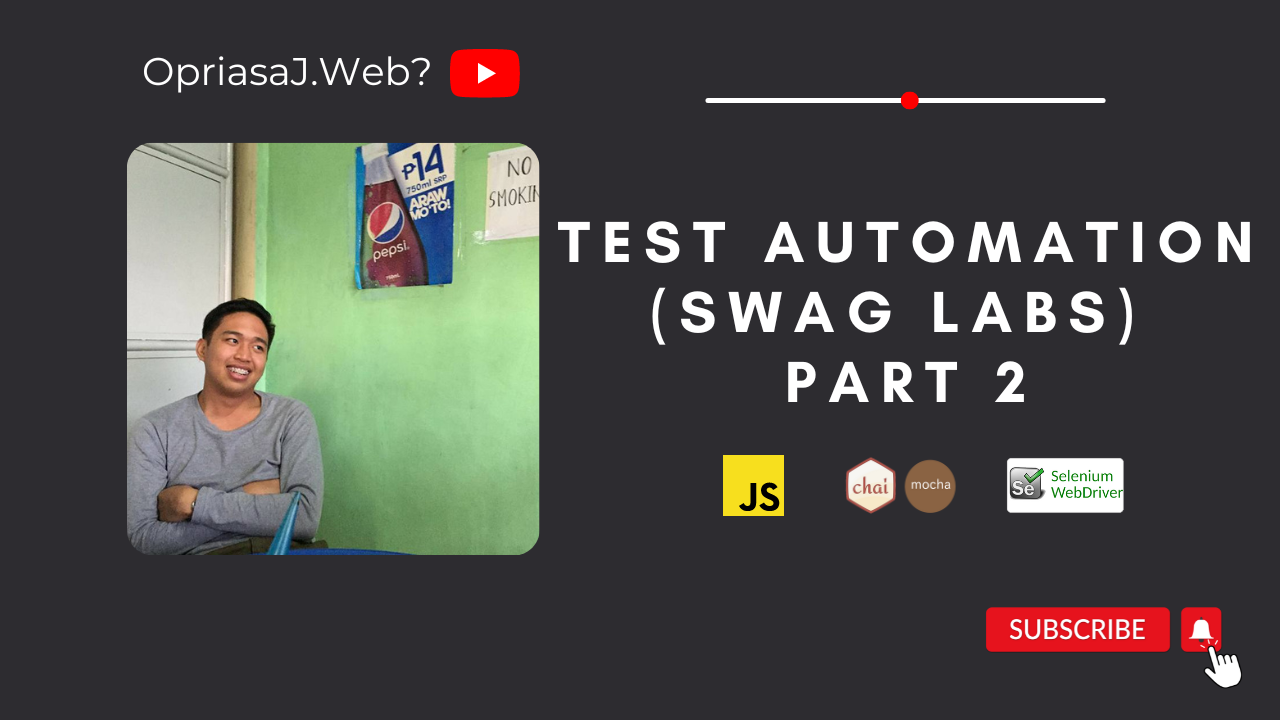 OpriasaJ.Web?
₱14
750ml SRP
ARAW
MO'TO!
pepsi
NO
SMOKIN
TEST AUTOMATION
(SWAG LABS)
PART 2
JS
chai
mocha
Se
Selenium
WebDriver
SUBSCRIBE